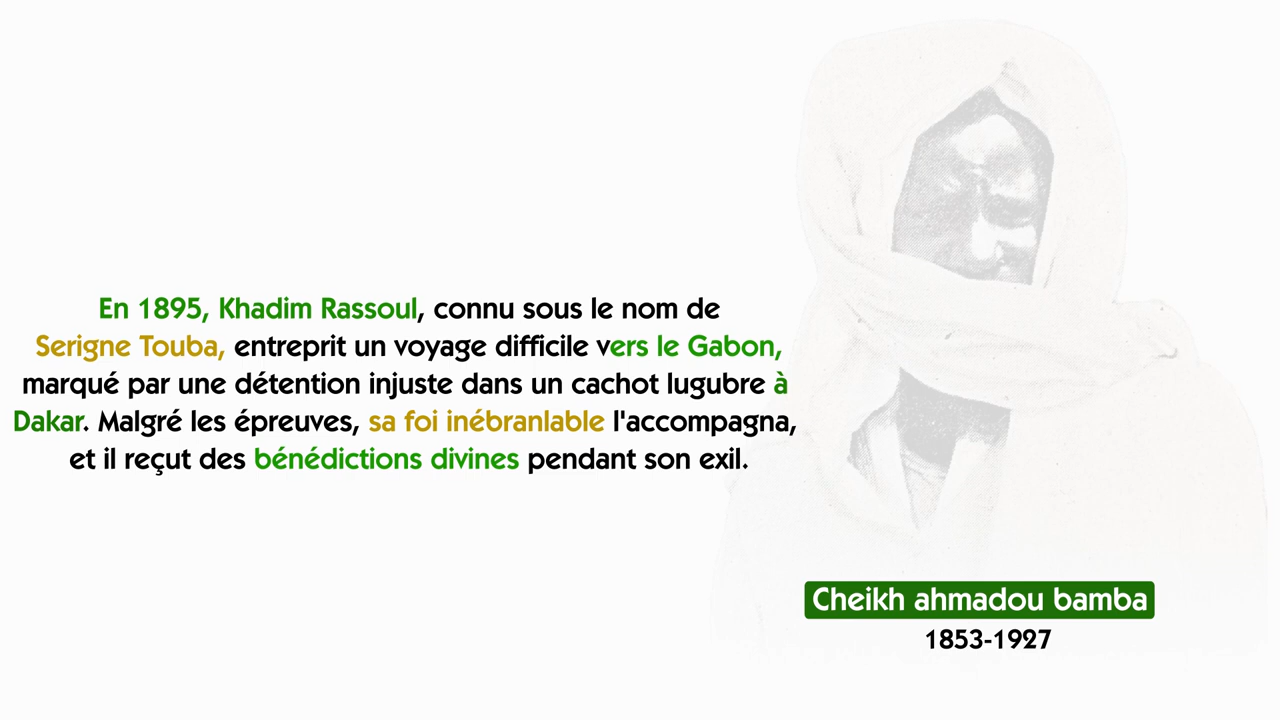 En 1895, Khadim Rassoul, connu sous le nom de
Serigne Touba, entreprit un voyage difficile vers le Gabon,
marqué par une détention injuste dans un cachot lugubre à
Dakar. Malgré les épreuves, sa foi inébranlable l'accompagna,
et il reçut des bénédictions divines pendant son exil.
Cheikh ahmadou bamba
1853-1927